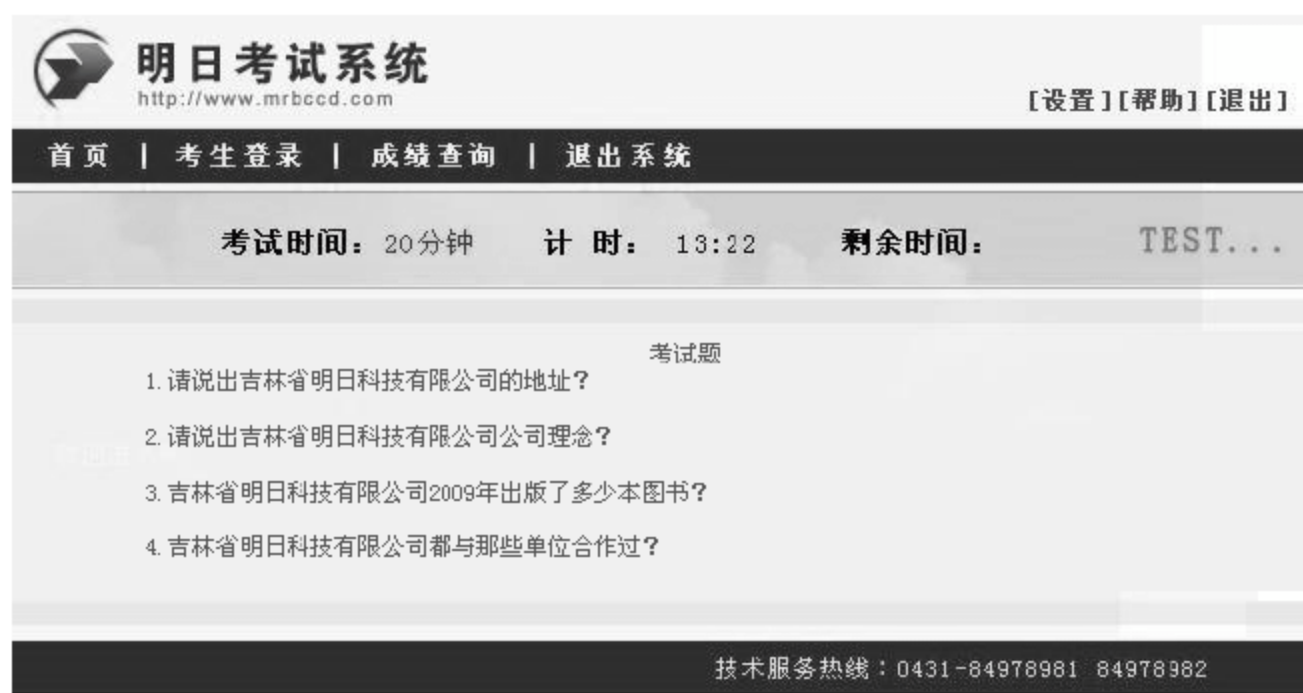 明日考试系统
http://www.mrbccd.com
[设置][帮助][退出]
首页 | 考生登录 | 成绩查询 | 退出系统
考试时间：20分钟 计 时： 13:22 剩余时间： TEST...
考试题
1. 请说出吉林省明日科技有限公司的地址?
2. 请说出吉林省明日科技有限公司公司理念?
3. 吉林省明日科技有限公司2009年出版了多少本图书?
4. 吉林省明日科技有限公司都与那些单位合作过?
技术服务热线：0431-84978981 84978982